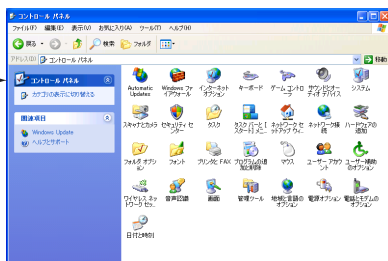 コントロール パネル
ファイル(F) 編集(E) 表示(V) お気に入り(A) ツール(T) ヘルプ(H)
戻る 検索 フォルダ
アドレス(D) コントロール パネル 移動
コントロール パネル
カテゴリの表示に切り替える
関連項目
Windows Update
ヘルプとサポート
Automatic Updates
Windows ファイアウォール
インターネット オプション
キーボード
ゲーム コントローラ
サウンドとオーディオ デバイス
システム
スキャナとカメラ
セキュリティ センター
タスク
タスク バーと [スタート] メニ...
ネットワーク セットアップ ウィ...
ネットワーク接続
ハードウェアの追加
フォルダ オプション
フォント
プリンタと FAX
プログラムの追加と削除
マウス
ユーザー アカウント
ユーザー補助のオプション
ワイヤレス ネットワーク セッ...
音声認識
画面
管理ツール
地域と言語のオプション
電源オプション
電話とモデムのオプション
日付と時刻